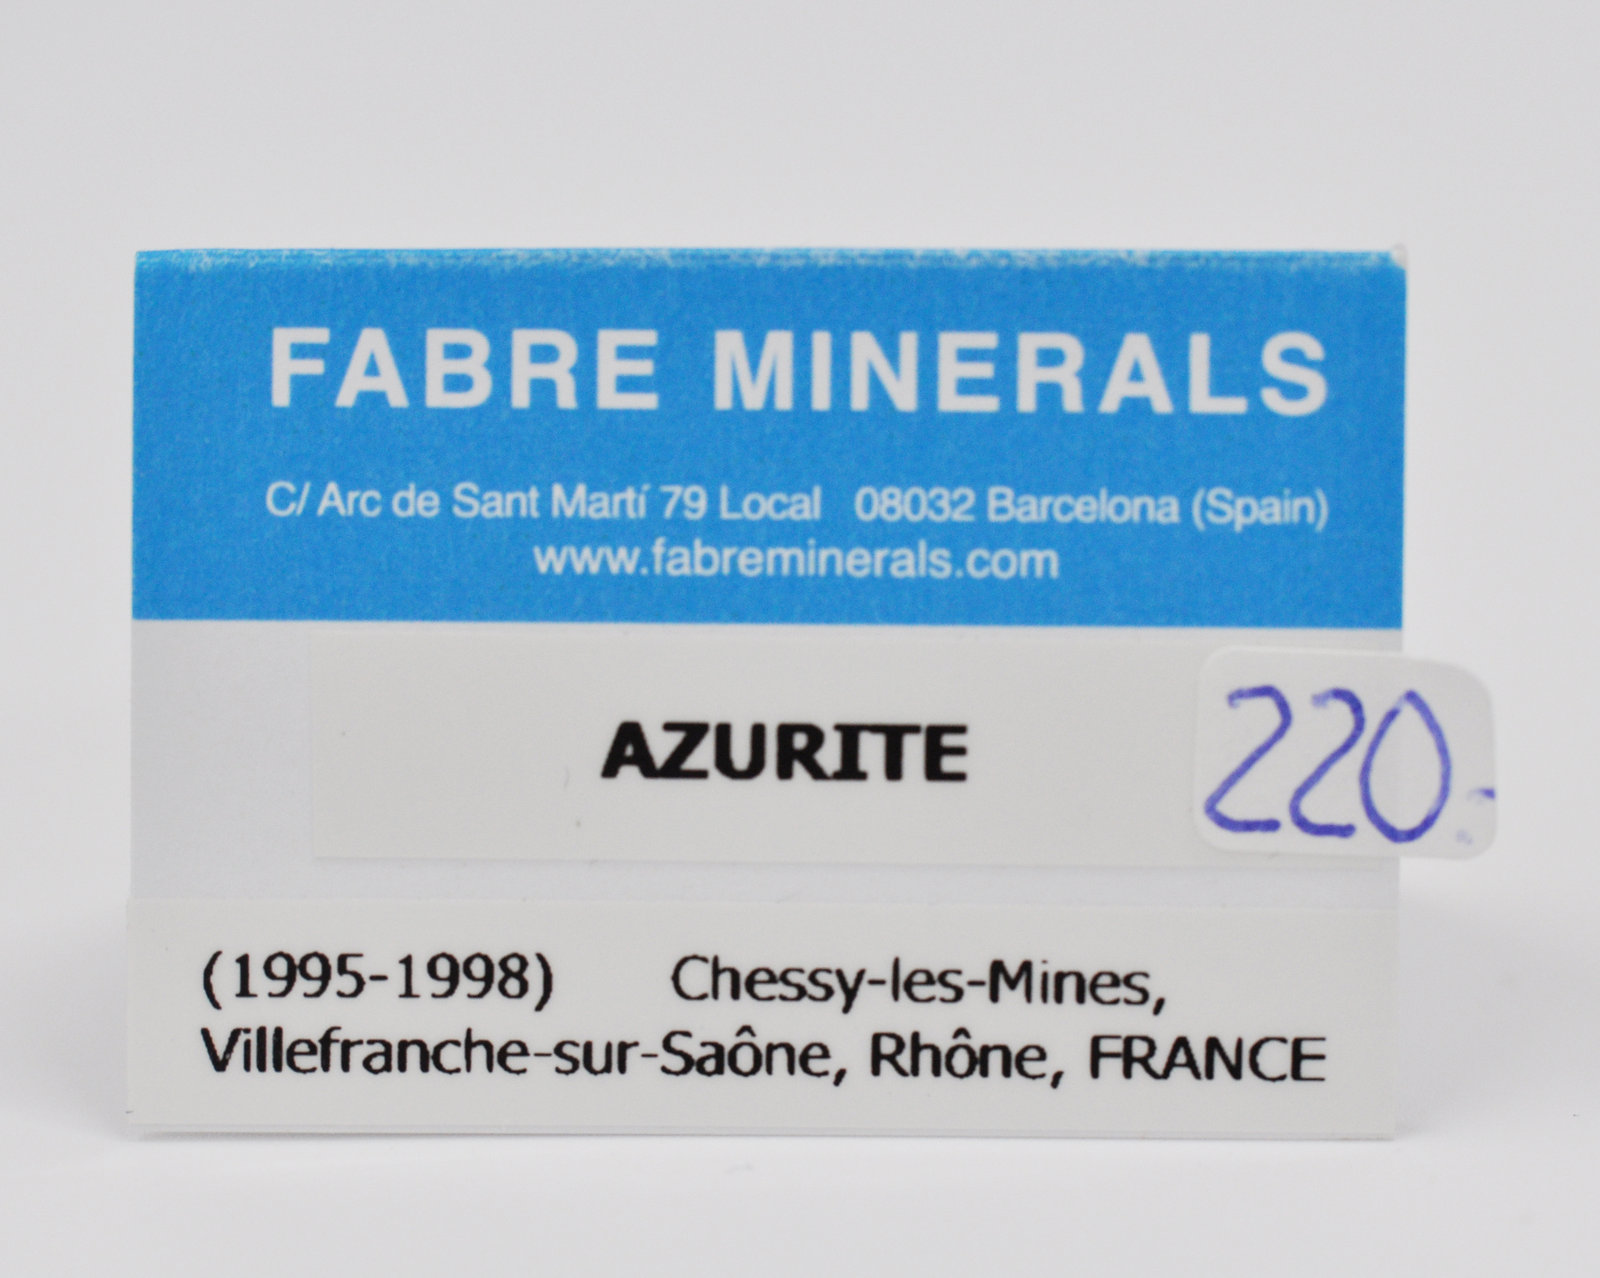 FABRE MINERALS
C/ Arc de Sant Martí 79 Local 08032 Barcelona (Spain)
www.fabreminerals.com
AZURITE
220.-
(1995-1998) Chessy-les-Mines,
Villefranche-sur-Saône, Rhône, FRANCE